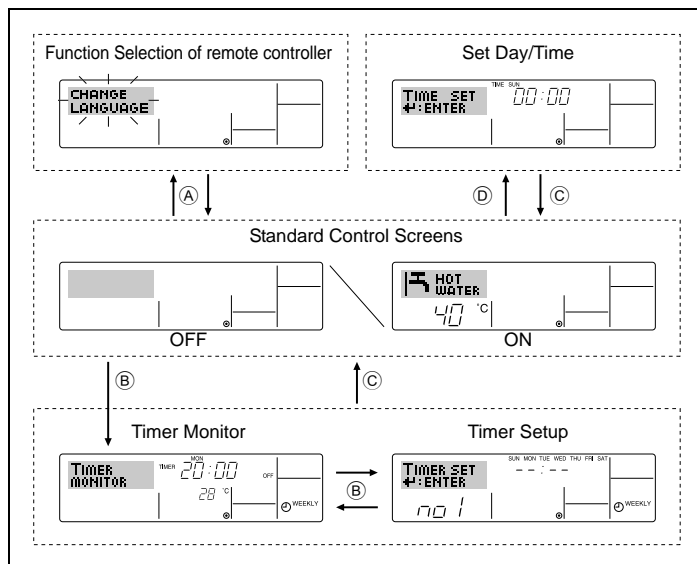 Function Selection of remote controller
CHANGE
LANGUAGE
Set Day/Time
TIME SUN
TIME SET 00:00
↵:ENTER
Ⓐ
Ⓓ
Ⓒ
Standard Control Screens
OFF
HOT
WATER
40 °C
ON
Ⓑ
Ⓒ
Timer Monitor
MON
TIMER TIMER 20:00 OFF
MONITOR
28 °C
WEEKLY
Ⓑ
Timer Setup
SUN MON TUE WED THU FRI SAT
TIMER SET --:--
↵:ENTER
no 1
WEEKLY